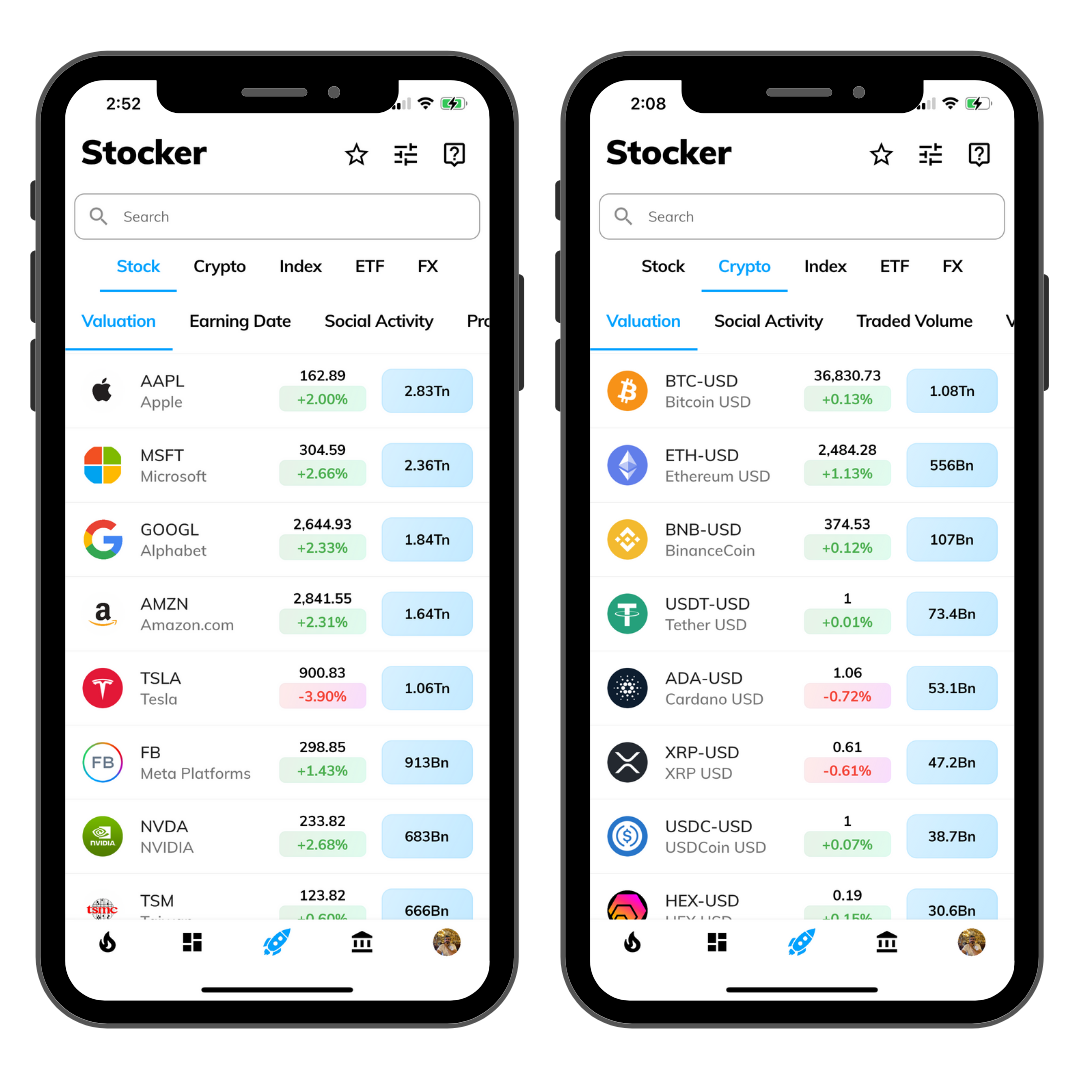 2:52
Stocker
Search
Stock Crypto Index ETF FX
Valuation Earning Date Social Activity
AAPL 162.89
Apple +2.00% 2.83Tn
MSFT 304.59
Microsoft +2.66% 2.36Tn
GOOGL 2,644.93
Alphabet +2.33% 1.84Tn
a AMZN 2,841.55
Amazon.com +2.31% 1.64Tn
TSLA 900.83
Tesla -3.90% 1.06Tn
FB FB 298.85
Meta Platforms +1.43% 913Bn
NVDA 233.82
NVIDIA NVIDIA +2.68% 683Bn
TSM 123.82
tsmc +0.60% 666Bn
2:08
Stocker
Search
Stock Crypto Index ETF FX
Valuation Social Activity Traded Volume
BTC-USD 36,830.73
Bitcoin USD +0.13% 1.08Tn
ETH-USD 2,484.28
Ethereum USD +1.13% 556Bn
BNB-USD 374.53
BinanceCoin +0.12% 107Bn
USDT-USD 1
Tether USD +0.01% 73.4Bn
ADA-USD 1.06
Cardano USD -0.72% 53.1Bn
XRP-USD 0.61
XRP USD -0.61% 47.2Bn
USDC-USD 1
USDCoin USD +0.07% 38.7Bn
HEX-USD 0.19
HEX USD +0.15% 30.6Bn